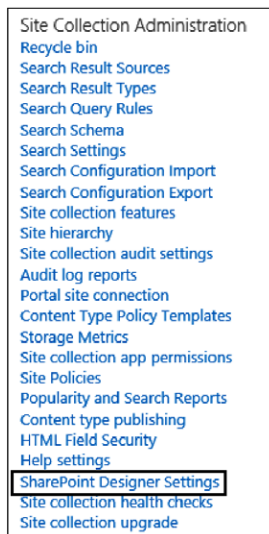 Site Collection Administration
Recycle bin
Search Result Sources
Search Result Types
Search Query Rules
Search Schema
Search Settings
Search Configuration Import
Search Configuration Export
Site collection features
Site hierarchy
Site collection audit settings
Audit log reports
Portal site connection
Content Type Policy Templates
Storage Metrics
Site collection app permissions
Site Policies
Popularity and Search Reports
Content type publishing
HTML Field Security
Help settings
SharePoint Designer Settings
Site collection health checks
Site collection upgrade